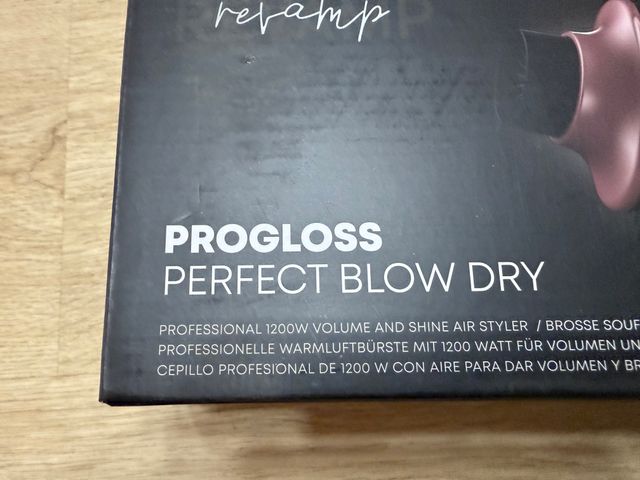 revamp
PROGLOSS
PERFECT BLOW DRY
PROFESSIONAL 1200W VOLUME AND SHINE AIR STYLER / BROSSE
PROFESSIONELLE WARMLUFTBÜRSTE MIT 1200 WATT FÜR VOLUMEN
CEPILLO PROFESIONAL DE 1200 W CON AIRE PARA DAR VOLUMEN Y